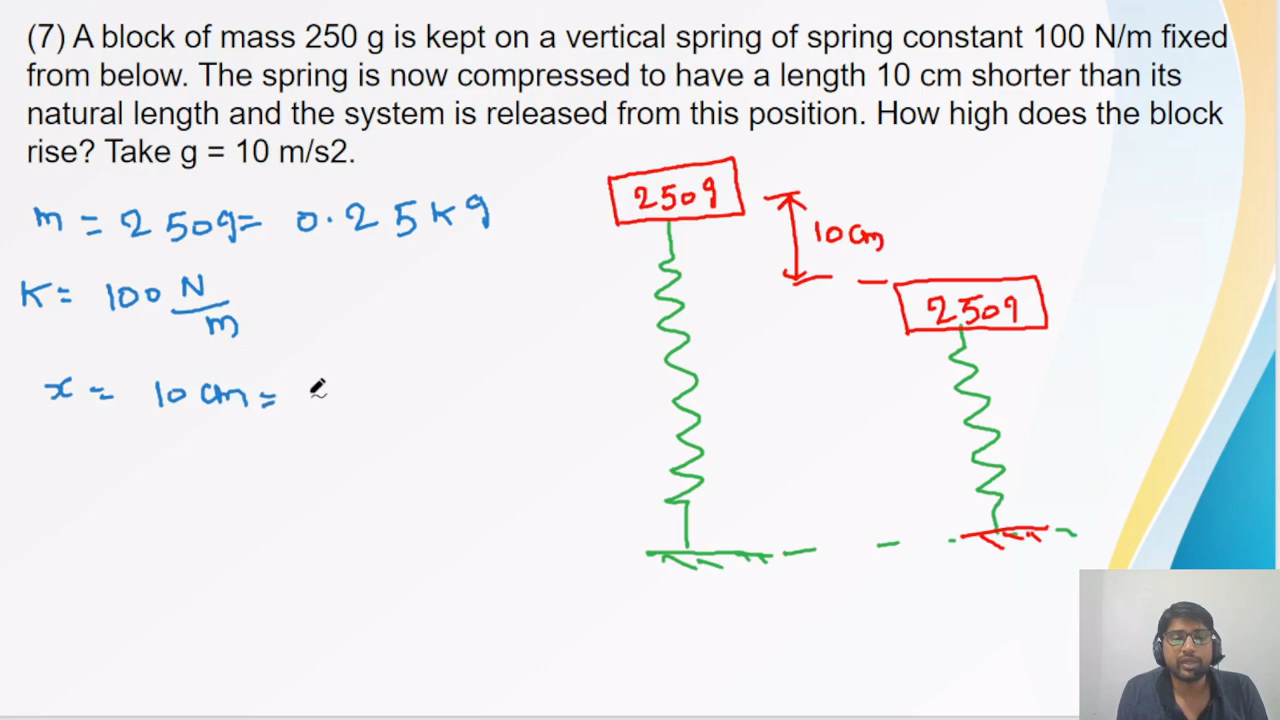 (7) A block of mass 250 g is kept on a vertical spring of spring constant 100 N/m fixed
from below. The spring is now compressed to have a length 10 cm shorter than its
natural length and the system is released from this position. How high does the block
rise? Take g = 10 m/s2.
250g
m = 250g = 0.25 kg
10 cm
K = 100 N/m
250g
x = 10 cm =